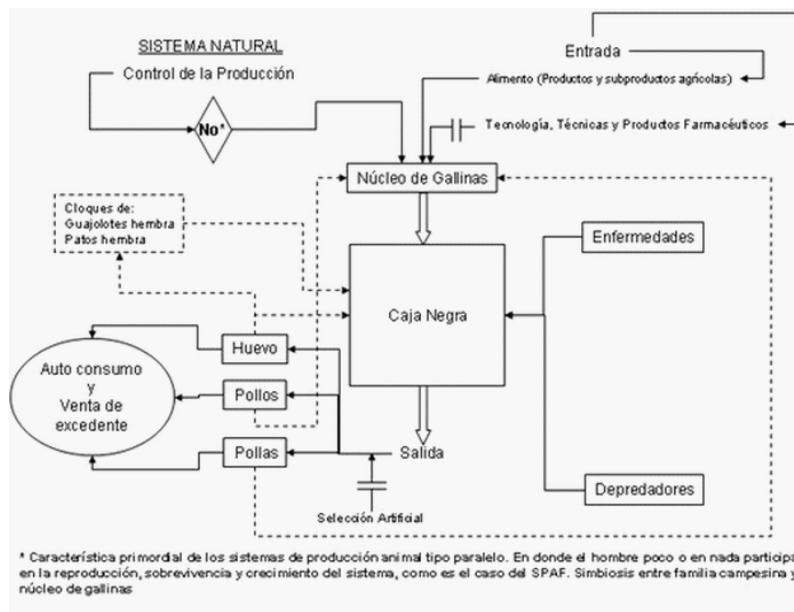 SISTEMA NATURAL
Control de la Producción
No*
Entrada
Alimento (Productos y subproductos agrícolas)
Tecnología, Técnicas y Productos Farmacéuticos
Núcleo de Gallinas
Cloques de:
Guajolotes hembra
Patos hembra
Enfermedades
Caja Negra
Huevo
Auto consumo
y
Venta de
excedente
Pollos
Pollas
Salida
Depredadores
Selección Artificial
* Característica primordial de los sistemas de producción animal tipo paralelo. En donde el hombre poco o en nada participa
en la reproducción, sobrevivencia y crecimiento del sistema, como es el caso del SPAF. Simbiosis entre familia campesina y
núcleo de gallinas